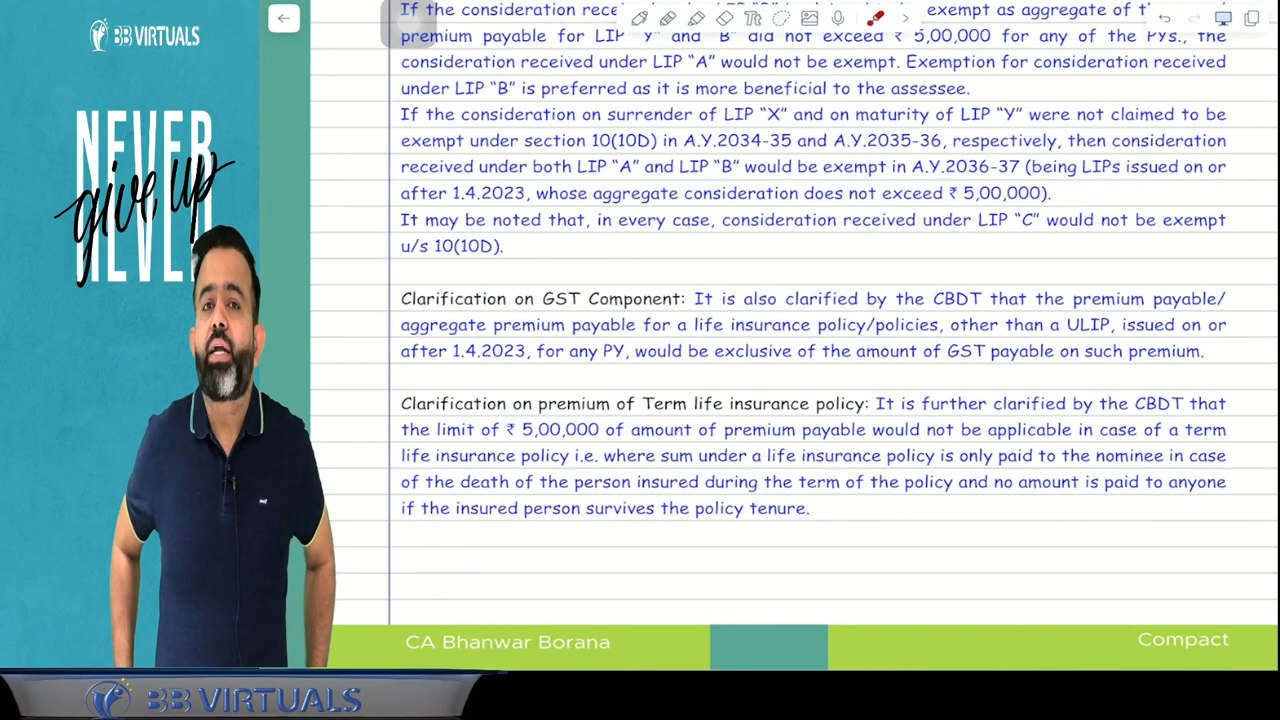 BB VIRTUALS
NEVER
give up
NEVER
If the consideration exempt as aggregate of
premium payable for LIP "Y" and "B" did not exceed ₹ 5,00,000 for any of the PYs., the
consideration received under LIP "A" would not be exempt. Exemption for consideration received
under LIP "B" is preferred as it is more beneficial to the assessee.
If the consideration on surrender of LIP "X" and on maturity of LIP "Y" were not claimed to be
exempt under section 10(10D) in A.Y.2034-35 and A.Y.2035-36, respectively, then consideration
received under both LIP "A" and LIP "B" would be exempt in A.Y.2036-37 (being LIPs issued on or
after 1.4.2023, whose aggregate consideration does not exceed ₹ 5,00,000).
It may be noted that, in every case, consideration received under LIP "C" would not be exempt
u/s 10(10D).
Clarification on GST Component: It is also clarified by the CBDT that the premium payable/
aggregate premium payable for a life insurance policy/policies, other than a ULIP, issued on or
after 1.4.2023, for any PY, would be exclusive of the amount of GST payable on such premium.
Clarification on premium of Term life insurance policy: It is further clarified by the CBDT that
the limit of ₹ 5,00,000 of amount of premium payable would not be applicable in case of a term
life insurance policy i.e. where sum under a life insurance policy is only paid to the nominee in case
of the death of the person insured during the term of the policy and no amount is paid to anyone
if the insured person survives the policy tenure.
CA Bhanwar Borana
Compact
BB VIRTUALS